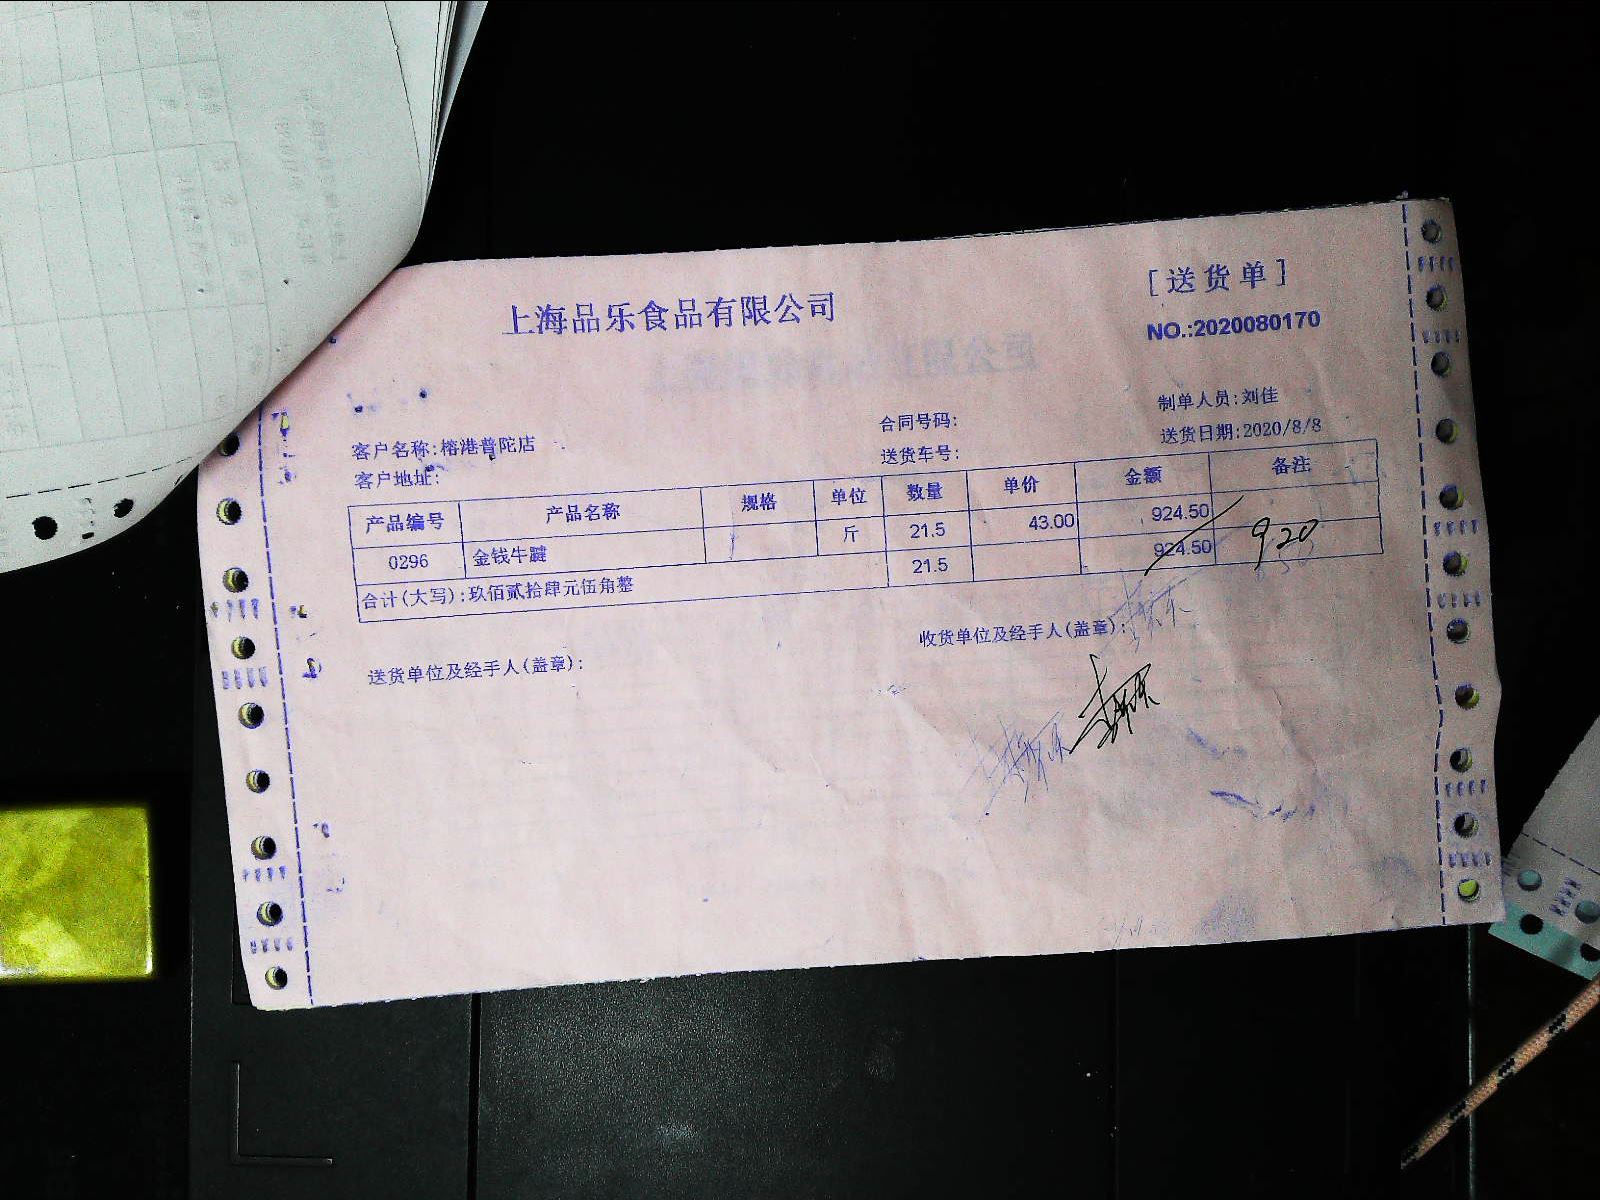 上海品乐食品有限公司
[送货单]
NO.:2020080170
制单人员:刘佳
合同号码:
送货日期:2020/8/8
客户名称:榕港普陀店
送货车号:
客户地址:
产品编号 产品名称 规格 单位 数量 单价 金额 备注
0296 金钱牛腱 斤 21.5 43.00 924.50
合计(大写):玖佰贰拾肆元伍角整 21.5 924.50 920
收货单位及经手人(盖章):
送货单位及经手人(盖章):